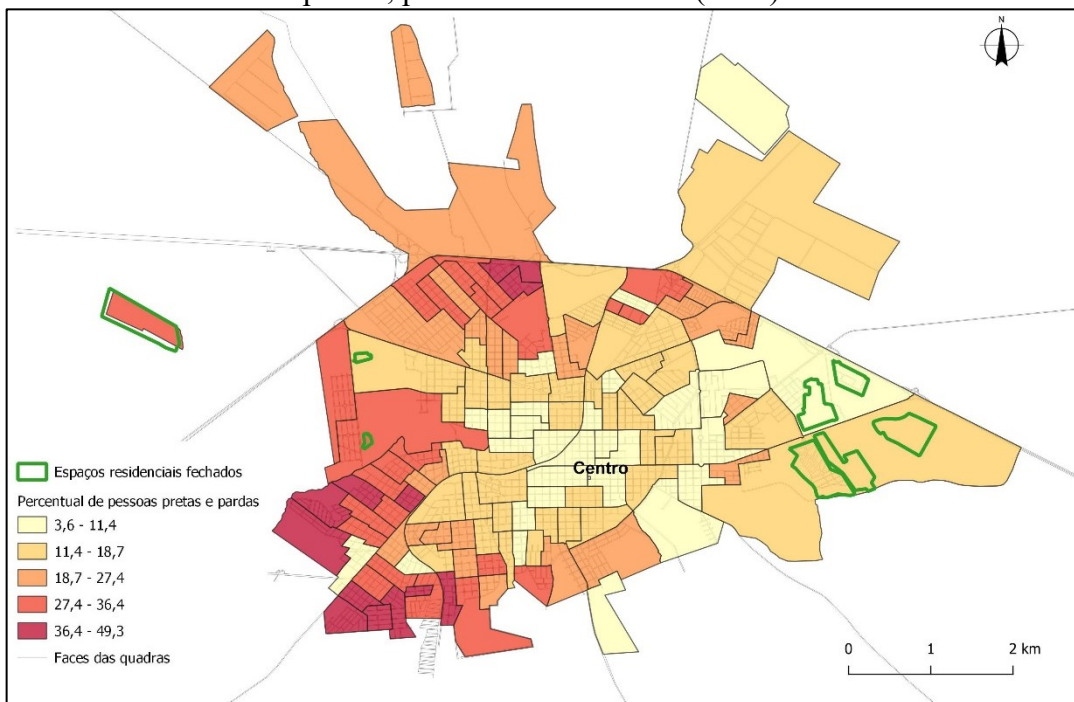 N
Centro
Espaços residenciais fechados
Percentual de pessoas pretas e pardas
3,6 - 11,4
11,4 - 18,7
18,7 - 27,4
27,4 - 36,4
36,4 - 49,3
Faces das quadras
0 1 2 km